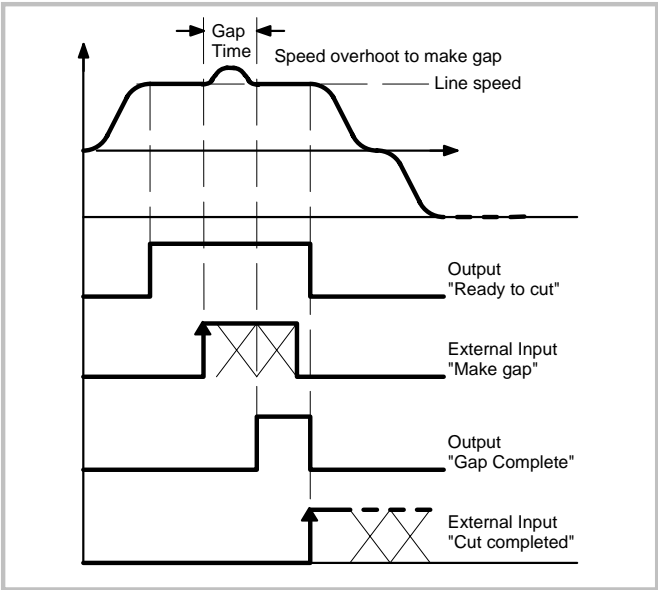 Gap
Time
Speed overhoot to make gap
Line speed
Output
"Ready to cut"
External Input
"Make gap"
Output
"Gap Complete"
External Input
"Cut completed"